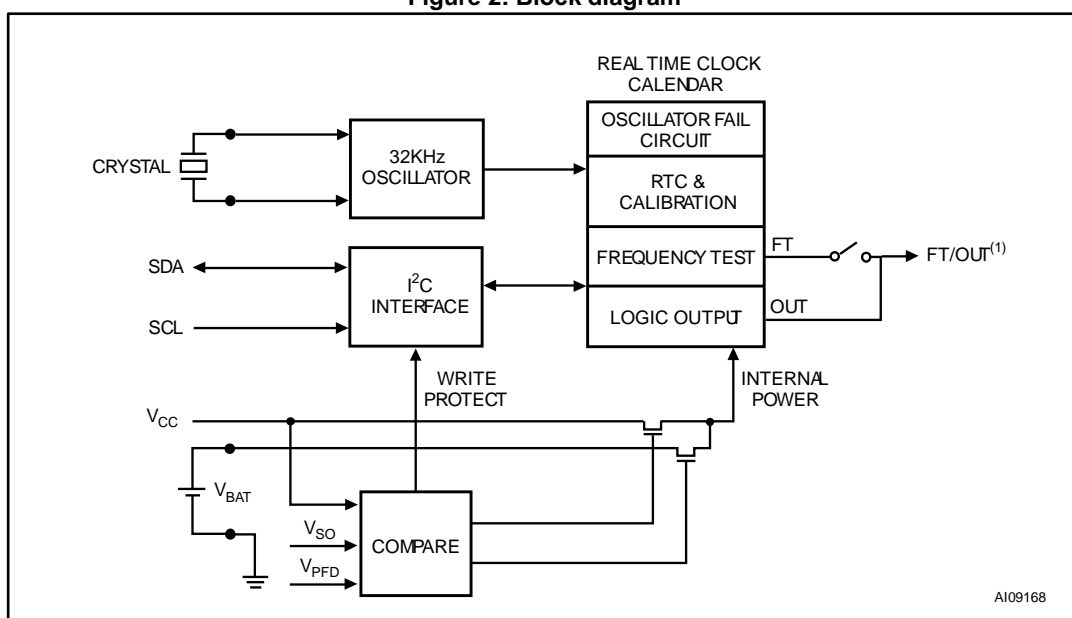 Figure 2. Block diagram
REAL TIME CLOCK
CALENDAR
OSCILLATOR FAIL
CIRCUIT
CRYSTAL
32KHz
OSCILLATOR
RTC &
CALIBRATION
FREQUENCY TEST
FT
FT/OUT(1)
SDA
I2C
INTERFACE
SCL
LOGIC OUTPUT
OUT
WRITE
PROTECT
INTERNAL
POWER
VCC
VBAT
VSO
COMPARE
VPFD
AI09168